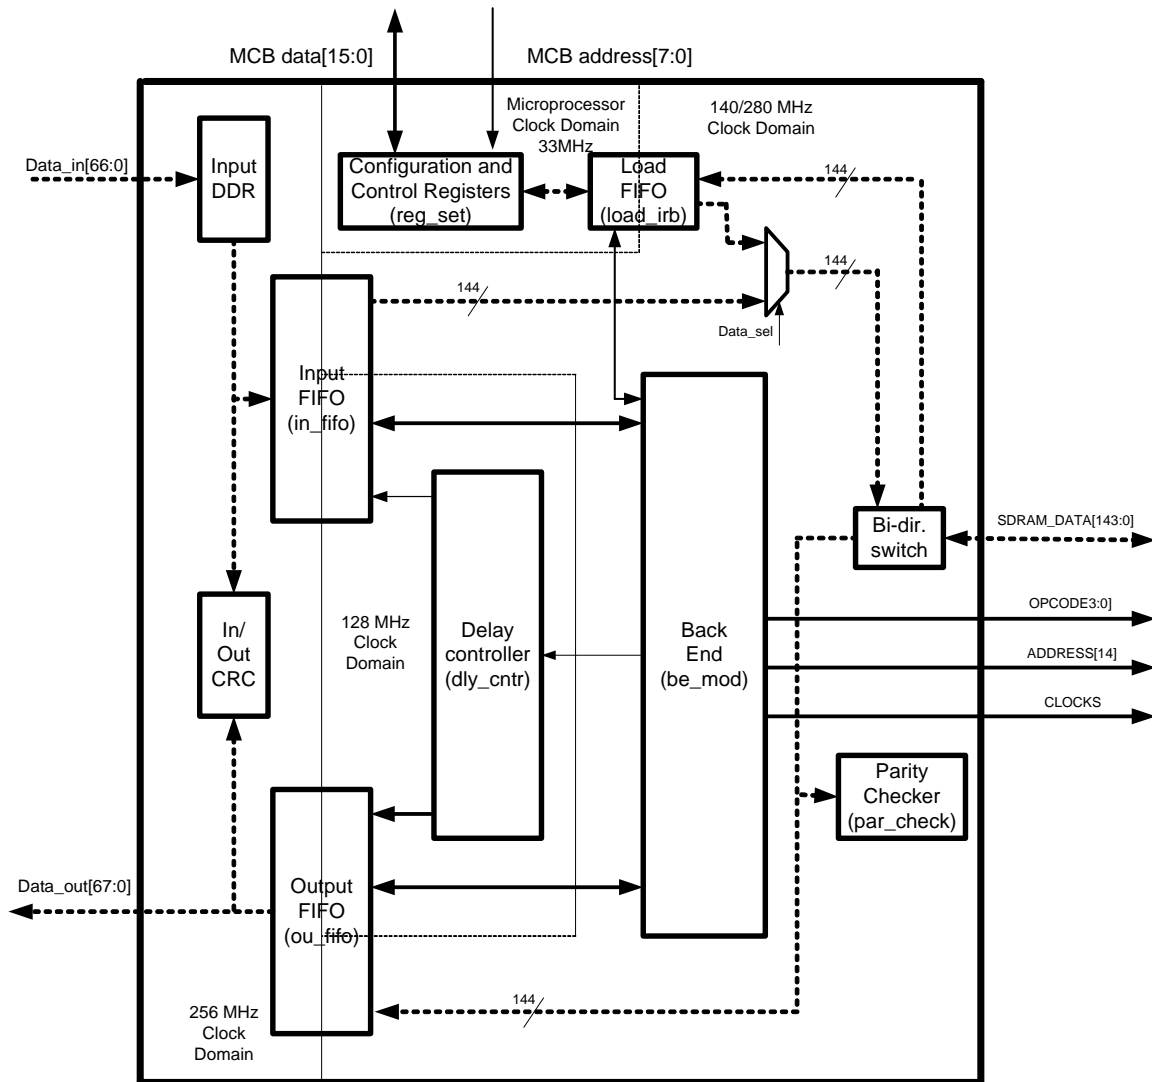 MCB data[15:0]
MCB address[7:0]
Microprocessor
Clock Domain
33MHz
140/280 MHz
Clock Domain
Input
DDR
Data_in[66:0]
Configuration and
Control Registers
(reg_set)
Load
FIFO
(load_irb)
144
144
144
Data_sel
Input
FIFO
(in_fifo)
Bi-dir.
switch
SDRAM_DATA[143:0]
In/
Out
CRC
128 MHz
Clock
Domain
Delay
controller
(dly_cntr)
Back
End
(be_mod)
OPCODE3:0]
ADDRESS[14]
CLOCKS
Parity
Checker
(par_check)
Data_out[67:0]
Output
FIFO
(ou_fifo)
144
256 MHz
Clock
Domain